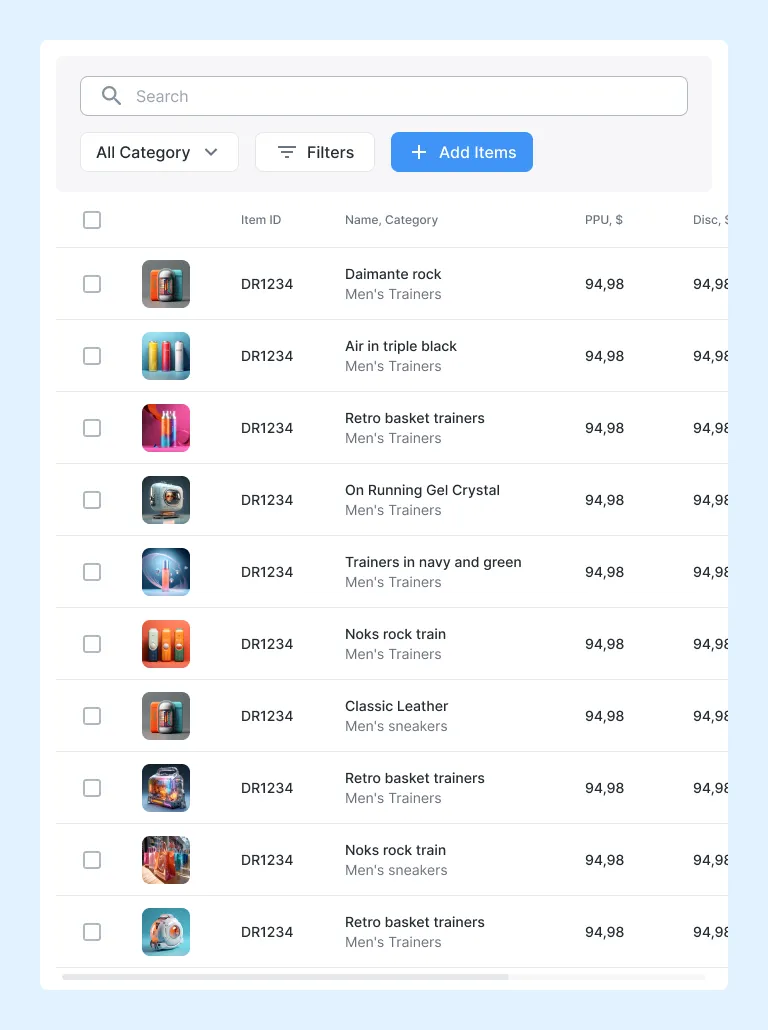 Search
All Category Filters Add Items
Item ID Name, Category PPU, $ Disc, $
DR1234 Daimante rock 94,98 94,98
Men's Trainers
DR1234 Air in triple black 94,98 94,98
Men's Trainers
DR1234 Retro basket trainers 94,98 94,98
Men's Trainers
DR1234 On Running Gel Crystal 94,98 94,98
Men's Trainers
DR1234 Trainers in navy and green 94,98 94,98
Men's Trainers
DR1234 Noks rock train 94,98 94,98
Men's Trainers
DR1234 Classic Leather 94,98 94,98
Men's sneakers
DR1234 Retro basket trainers 94,98 94,98
Men's Trainers
DR1234 Noks rock train 94,98 94,98
Men's sneakers
DR1234 Retro basket trainers 94,98 94,98
Men's Trainers